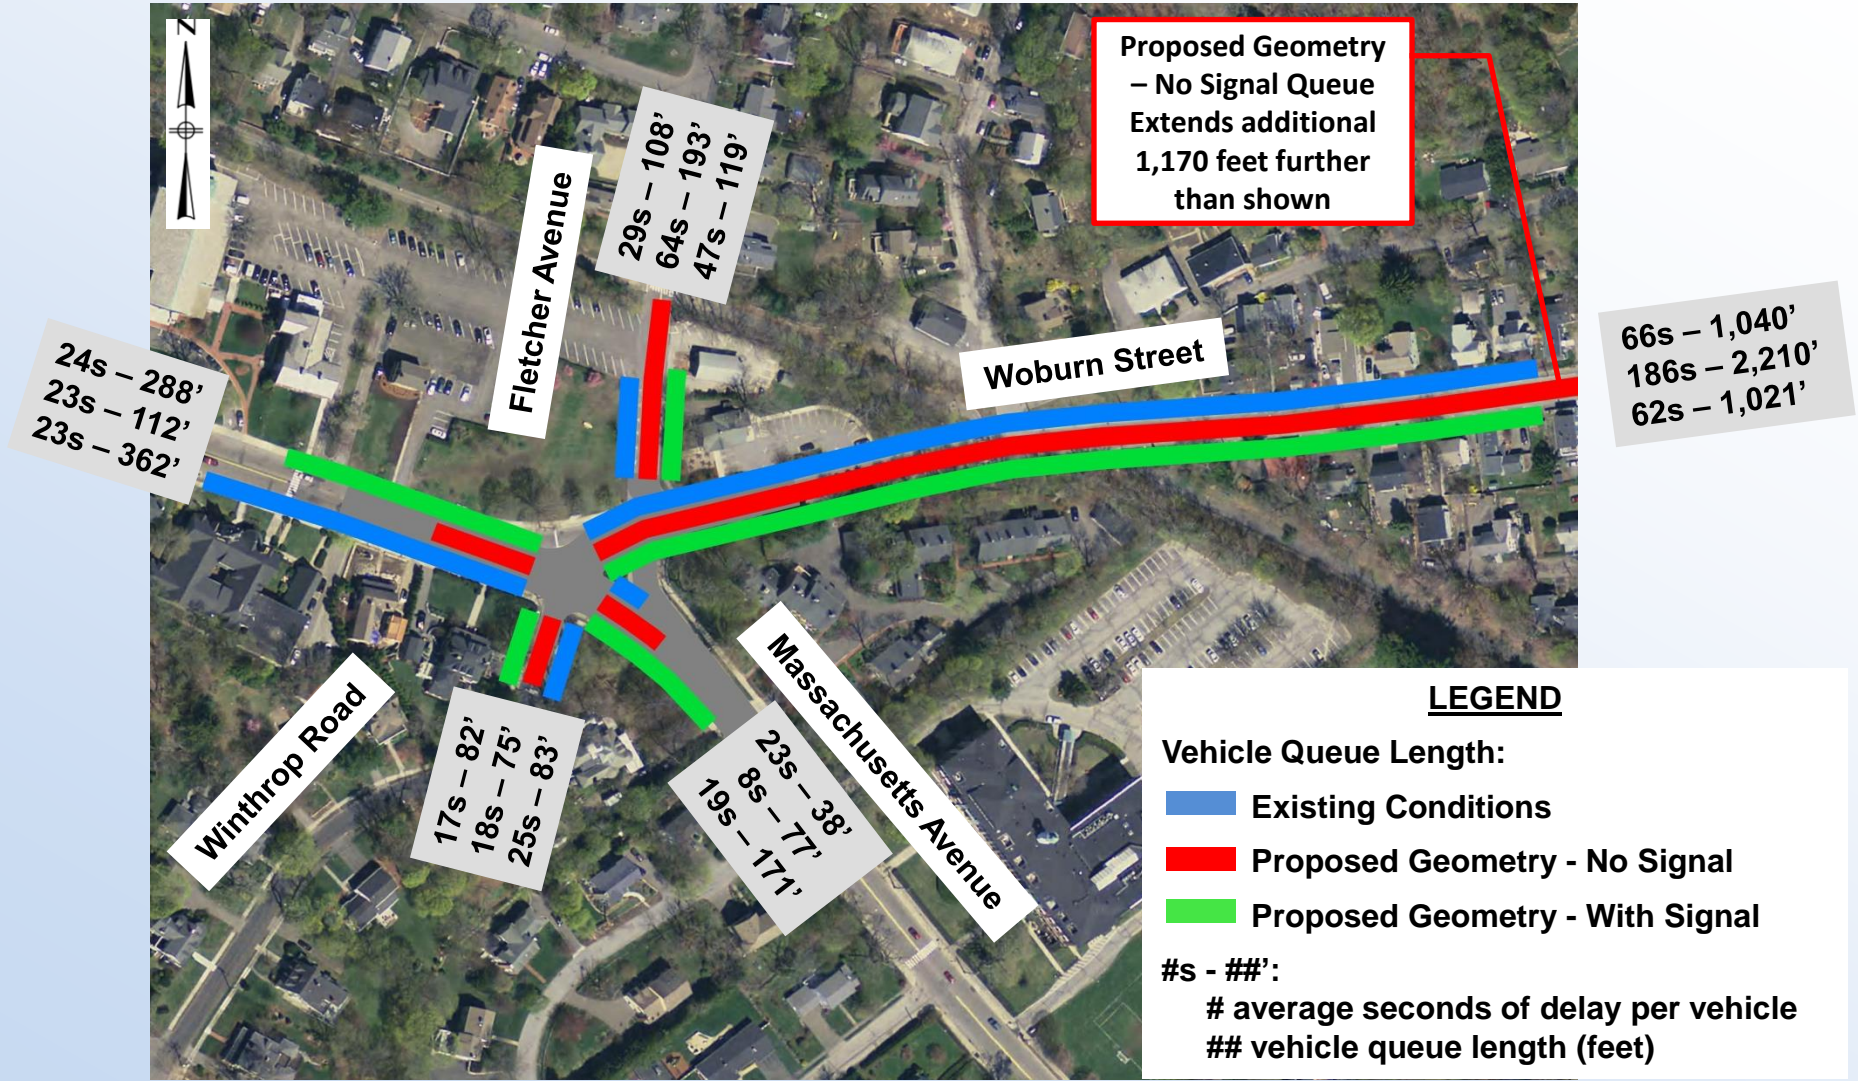 N
Proposed Geometry
– No Signal Queue
Extends additional
1,170 feet further
than shown
29s – 108’
64s – 193’
47s – 119’
Fletcher Avenue
Woburn Street
66s – 1,040’
186s – 2,210’
62s – 1,021’
24s – 288’
23s – 112’
23s – 362’
Winthrop Road
17s – 82’
18s – 75’
25s – 83’
23s – 38’
8s – 77’
19s – 171’
Massachusetts Avenue
LEGEND
Vehicle Queue Length:
Existing Conditions
Proposed Geometry - No Signal
Proposed Geometry - With Signal
#s - ##’:
# average seconds of delay per vehicle
## vehicle queue length (feet)